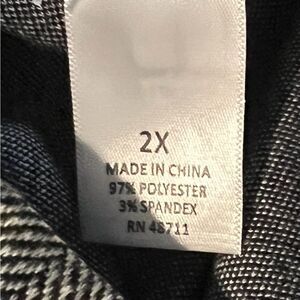 2X
MADE IN CHINA
97% POLYESTER
3% SPANDEX
RN 48711